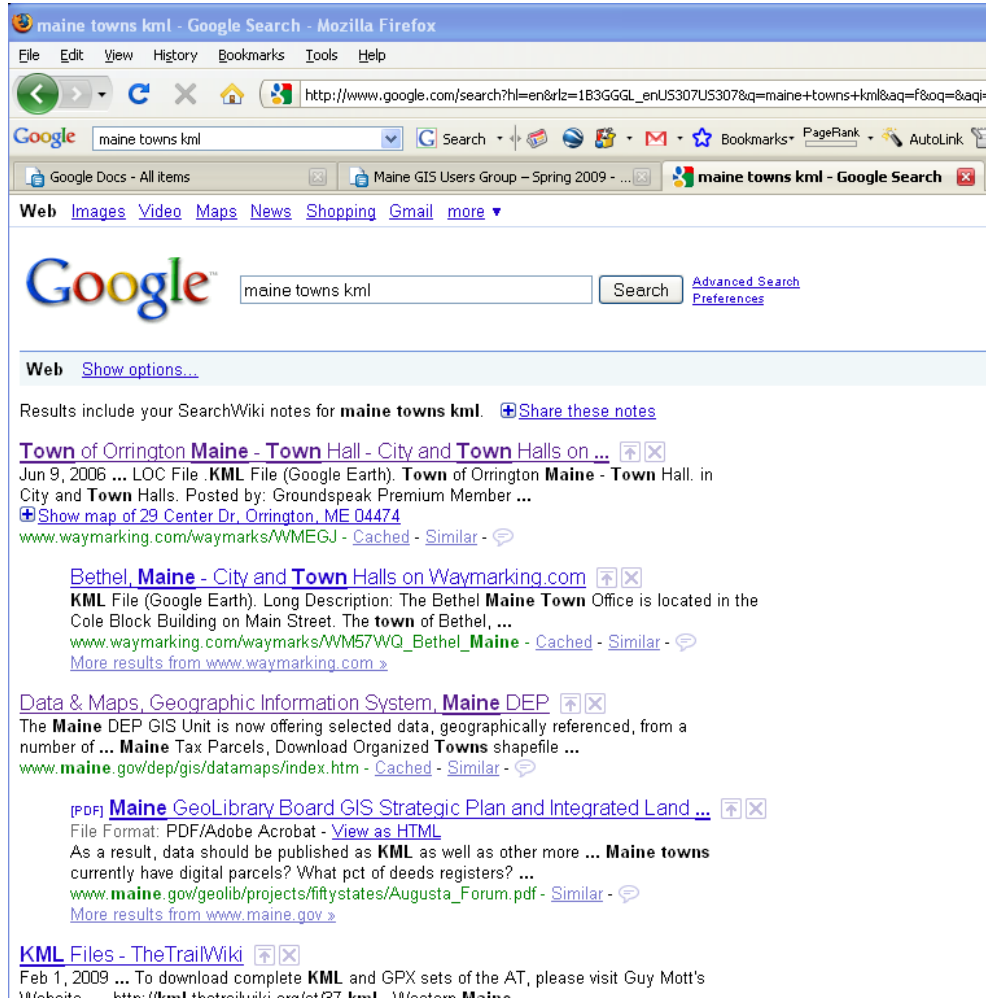 maine towns kml - Google Search - Mozilla Firefox
File Edit View History Bookmarks Tools Help
http://www.google.com/search?hl=en&rlz=1B3GGGL_enUS307US307&q=maine+towns+kml&aq=f&oq=&aqi=
Google maine towns kml G Search Bookmarks PageRank AutoLink
Google Docs - All items Maine GIS Users Group – Spring 2009 - ... maine towns kml - Google Search
Web Images Video Maps News Shopping Gmail more ▼
Google™ maine towns kml Search Advanced Search
Preferences
Web Show options...
Results include your SearchWiki notes for maine towns kml. Share these notes
Town of Orrington Maine - Town Hall - City and Town Halls on ...
Jun 9, 2006 ... LOC File .KML File (Google Earth). Town of Orrington Maine - Town Hall. in
City and Town Halls. Posted by: Groundspeak Premium Member ...
Show map of 29 Center Dr, Orrington, ME 04474
www.waymarking.com/waymarks/WMEGJ - Cached - Similar -
Bethel, Maine - City and Town Halls on Waymarking.com
KML File (Google Earth). Long Description: The Bethel Maine Town Office is located in the
Cole Block Building on Main Street. The town of Bethel, ...
www.waymarking.com/waymarks/WM57WQ_Bethel_Maine - Cached - Similar -
More results from www.waymarking.com »
Data & Maps, Geographic Information System, Maine DEP
The Maine DEP GIS Unit is now offering selected data, geographically referenced, from a
number of ... Maine Tax Parcels, Download Organized Towns shapefile ...
www.maine.gov/dep/gis/datamaps/index.htm - Cached - Similar -
[PDF] Maine GeoLibrary Board GIS Strategic Plan and Integrated Land ...
File Format: PDF/Adobe Acrobat - View as HTML
As a result, data should be published as KML as well as other more ... Maine towns
currently have digital parcels? What pct of deeds registers? ...
www.maine.gov/geolib/projects/fiftystates/Augusta_Forum.pdf - Similar -
More results from www.maine.gov »
KML Files - TheTrailWiki
Feb 1, 2009 ... To download complete KML and GPX sets of the AT, please visit Guy Mott's